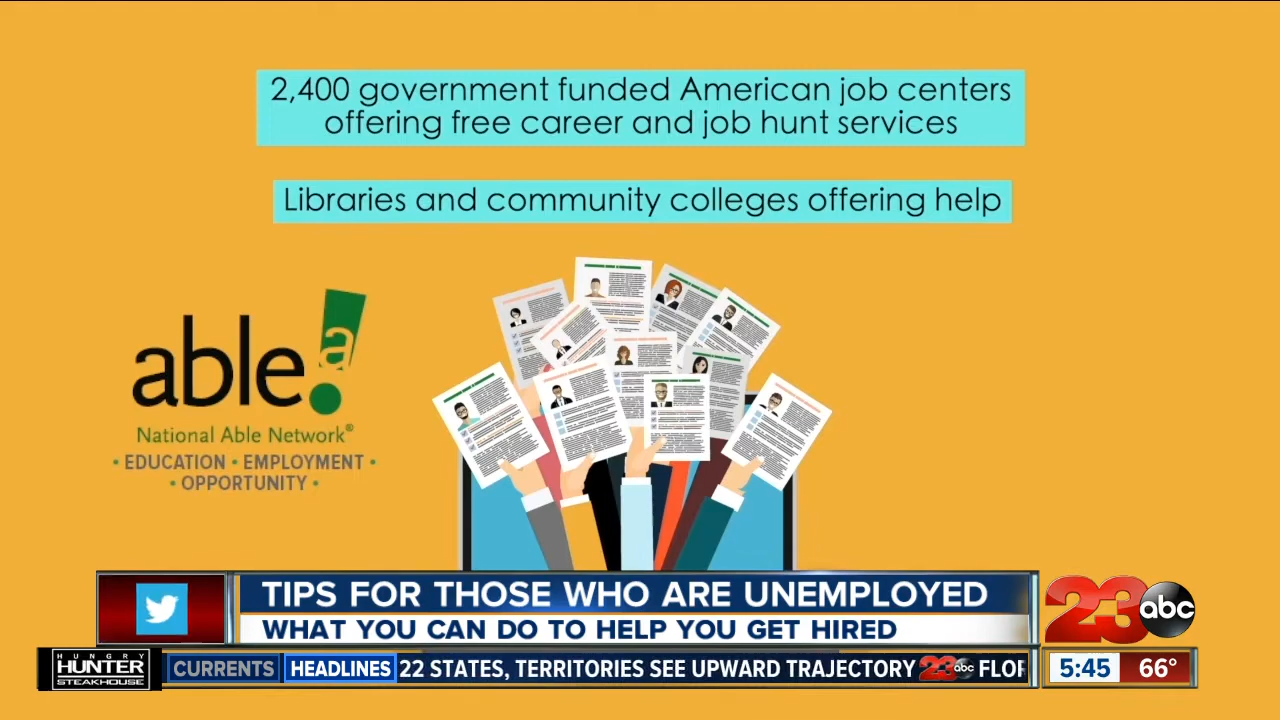 2,400 government funded American job centers
offering free career and job hunt services
Libraries and community colleges offering help
able!
a
National Able Network®
• EDUCATION • EMPLOYMENT •
• OPPORTUNITY •
TIPS FOR THOSE WHO ARE UNEMPLOYED
WHAT YOU CAN DO TO HELP YOU GET HIRED
23 abc
HUNGRY
HUNTER
STEAKHOUSE
CURRENTS
HEADLINES
22 STATES, TERRITORIES SEE UPWARD TRAJECTORY 23 abc FLOR
5:45
66°